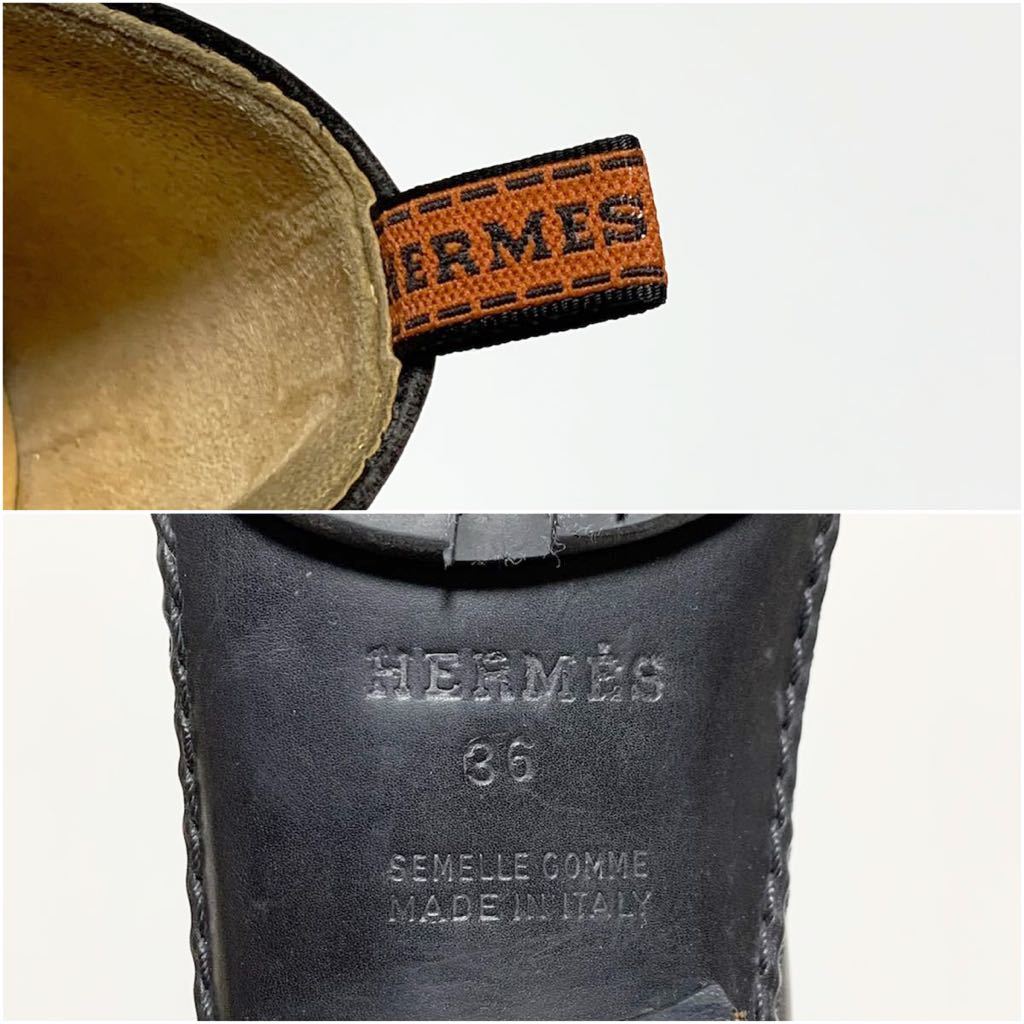 HERMES
HERMÈS
36
SEMELLE GOMME
MADE IN ITALY